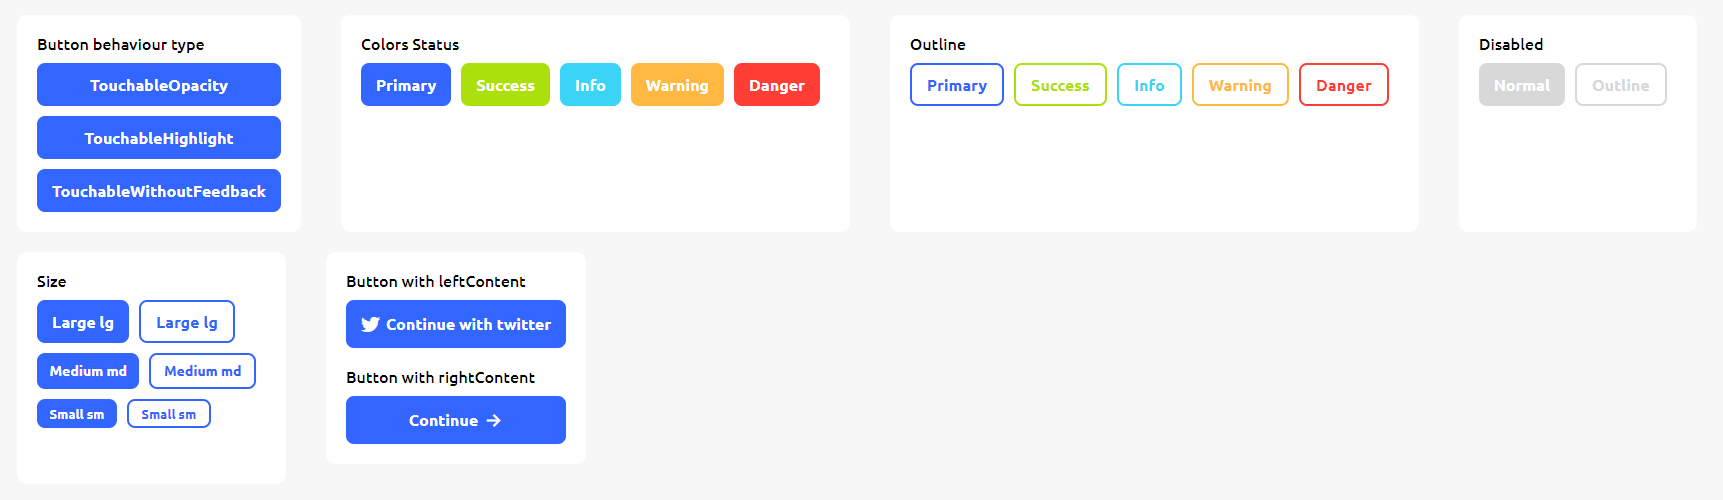 Button behaviour type
TouchableOpacity
TouchableHighlight
TouchableWithoutFeedback
Colors Status
Primary Success Info Warning Danger
Outline
Primary Success Info Warning Danger
Disabled
Normal Outline
Size
Large lg Large lg
Medium md Medium md
Small sm Small sm
Button with leftContent
Continue with twitter
Button with rightContent
Continue →